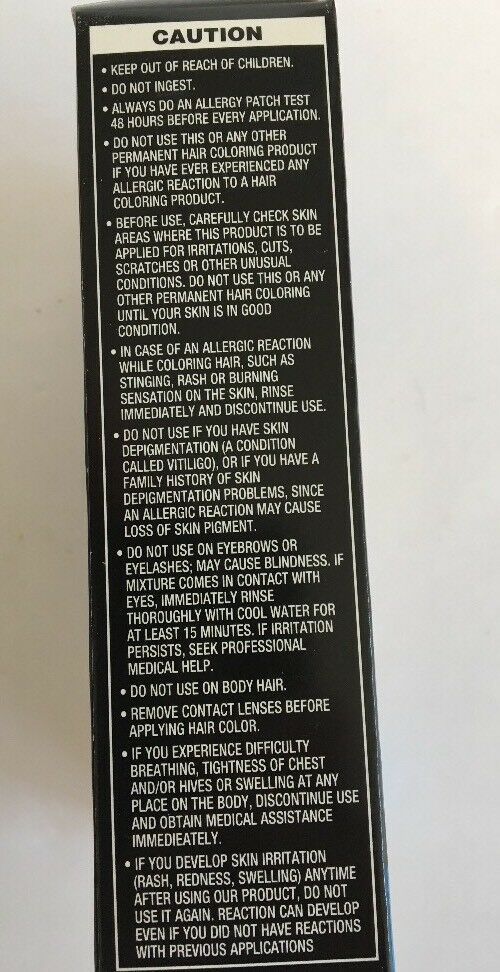 CAUTION
• KEEP OUT OF REACH OF CHILDREN.
• DO NOT INGEST.
• ALWAYS DO AN ALLERGY PATCH TEST
48 HOURS BEFORE EVERY APPLICATION.
• DO NOT USE THIS OR ANY OTHER
PERMANENT HAIR COLORING PRODUCT
IF YOU HAVE EVER EXPERIENCED ANY
ALLERGIC REACTION TO A HAIR
COLORING PRODUCT.
• BEFORE USE, CAREFULLY CHECK SKIN
AREAS WHERE THIS PRODUCT IS TO BE
APPLIED FOR IRRITATIONS, CUTS,
SCRATCHES OR OTHER UNUSUAL
CONDITIONS. DO NOT USE THIS OR ANY
OTHER PERMANENT HAIR COLORING
UNTIL YOUR SKIN IS IN GOOD
CONDITION.
• IN CASE OF AN ALLERGIC REACTION
WHILE COLORING HAIR, SUCH AS
STINGING, RASH OR BURNING
SENSATION ON THE SKIN, RINSE
IMMEDIATELY AND DISCONTINUE USE.
• DO NOT USE IF YOU HAVE SKIN
DEPIGMENTATION (A CONDITION
CALLED VITILIGO), OR IF YOU HAVE A
FAMILY HISTORY OF SKIN
DEPIGMENTATION PROBLEMS, SINCE
AN ALLERGIC REACTION MAY CAUSE
LOSS OF SKIN PIGMENT.
• DO NOT USE ON EYEBROWS OR
EYELASHES; MAY CAUSE BLINDNESS. IF
MIXTURE COMES IN CONTACT WITH
EYES, IMMEDIATELY RINSE
THOROUGHLY WITH COOL WATER FOR
AT LEAST 15 MINUTES. IF IRRITATION
PERSISTS, SEEK PROFESSIONAL
MEDICAL HELP.
• DO NOT USE ON BODY HAIR.
• REMOVE CONTACT LENSES BEFORE
APPLYING HAIR COLOR.
• IF YOU EXPERIENCE DIFFICULTY
BREATHING, TIGHTNESS OF CHEST
AND/OR HIVES OR SWELLING AT ANY
PLACE ON THE BODY, DISCONTINUE USE
AND OBTAIN MEDICAL ASSISTANCE
IMMEDIEATELY.
• IF YOU DEVELOP SKIN IRRITATION
(RASH, REDNESS, SWELLING) ANYTIME
AFTER USING OUR PRODUCT, DO NOT
USE IT AGAIN. REACTION CAN DEVELOP
EVEN IF YOU DID NOT HAVE REACTIONS
WITH PREVIOUS APPLICATIONS